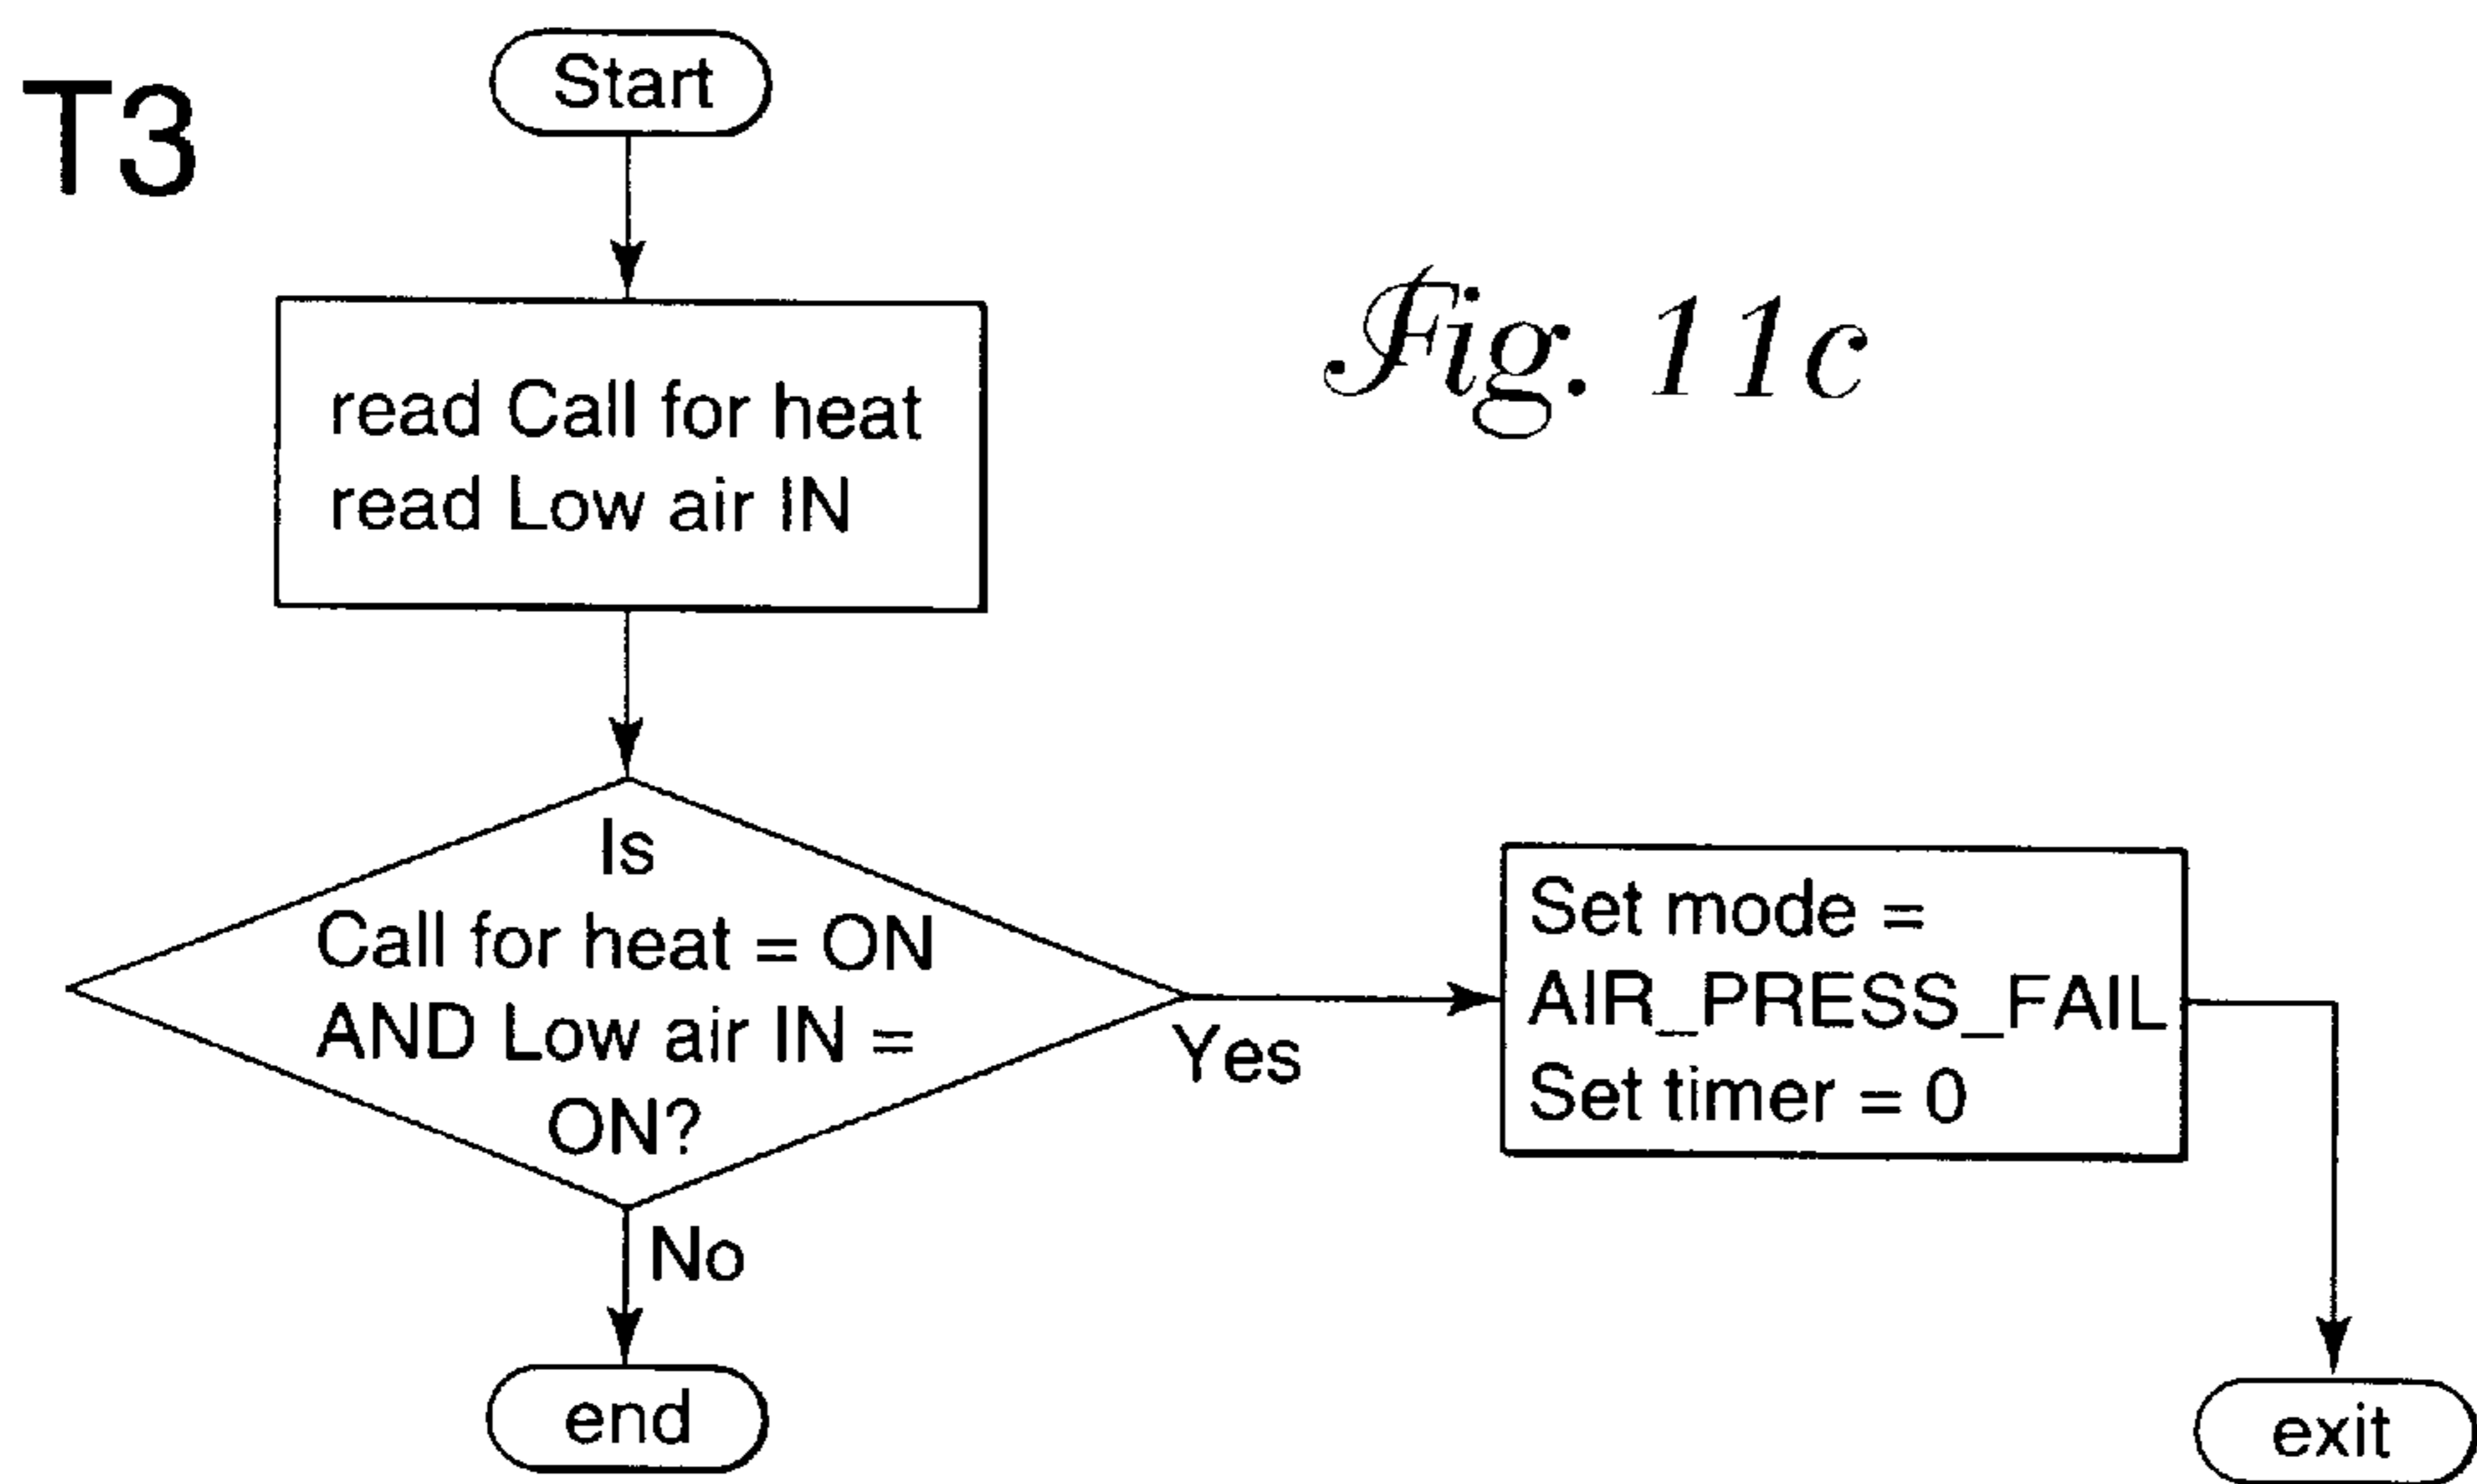 T3
Start
Fig. 11c
read Call for heat
read Low air IN
Is
Call for heat = ON
AND Low air IN =
ON?
Yes
Set mode =
AIR_PRESS_FAIL
Set timer = 0
No
end
exit